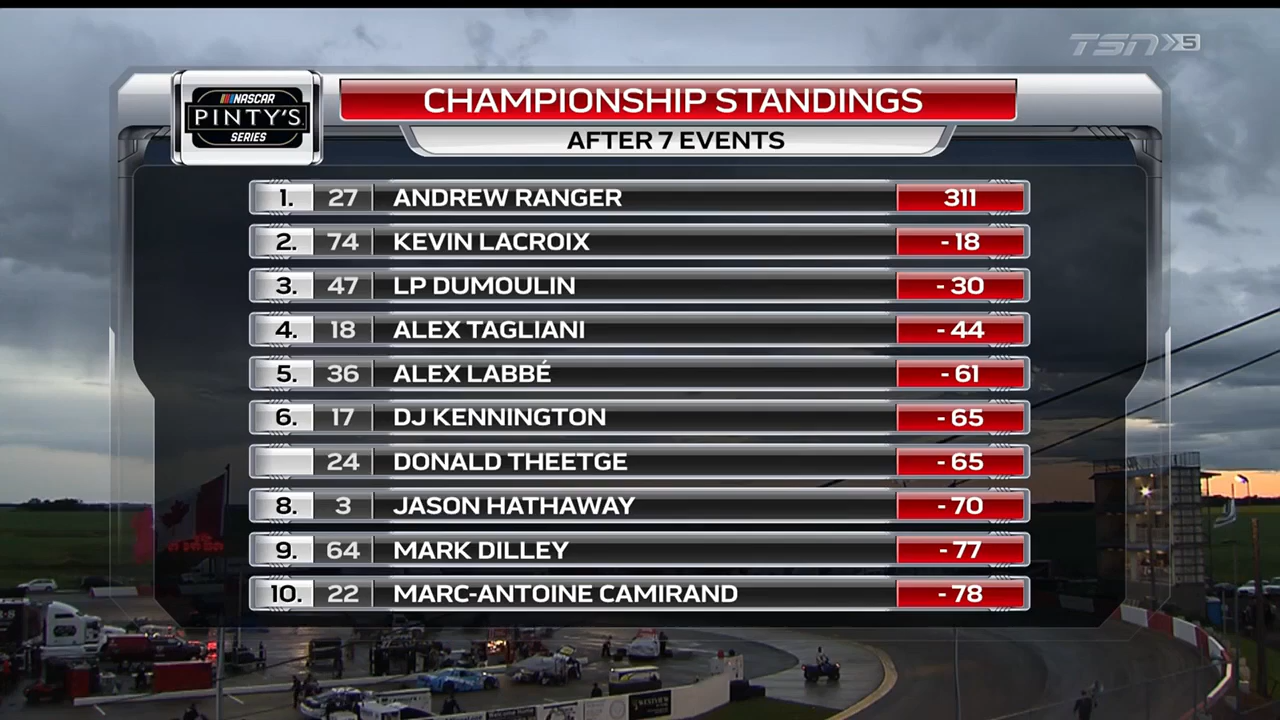 TSN 5
NASCAR
PINTY'S
SERIES
CHAMPIONSHIP STANDINGS
AFTER 7 EVENTS
1. 27 ANDREW RANGER 311
2. 74 KEVIN LACROIX - 18
3. 47 LP DUMOULIN - 30
4. 18 ALEX TAGLIANI - 44
5. 36 ALEX LABBÉ - 61
6. 17 DJ KENNINGTON - 65
24 DONALD THEETGE - 65
8. 3 JASON HATHAWAY - 70
9. 64 MARK DILLEY - 77
10. 22 MARC-ANTOINE CAMIRAND - 78